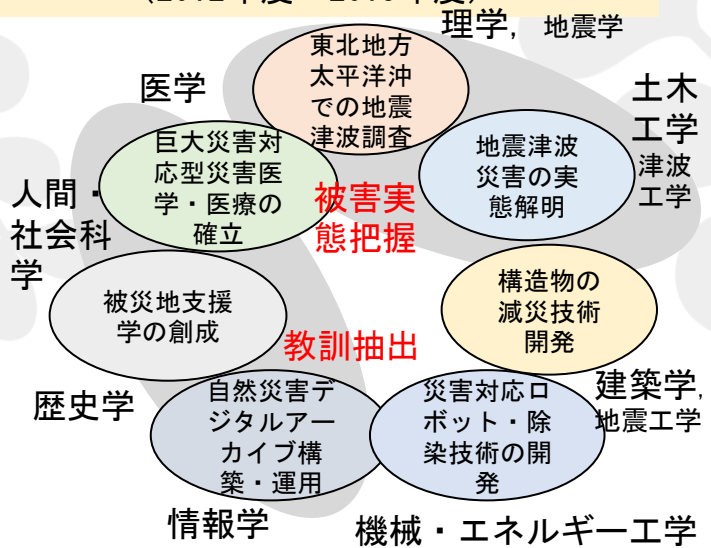 理学, 地震学
東北地方
太平洋沖
での地震
津波調査
医学
土木
工学
津波
工学
巨大災害対
応型災害医
学・医療の
確立
地震津波
災害の実
態解明
人間・
社会科
学
被害実
態把握
被災地支援
学の創成
構造物の
減災技術
開発
教訓抽出
歴史学
自然災害デ
ジタルアー
カイブ構
築・運用
災害対応ロ
ボット・除
染技術の開
発
建築学,
地震工学
情報学
機械・エネルギー工学